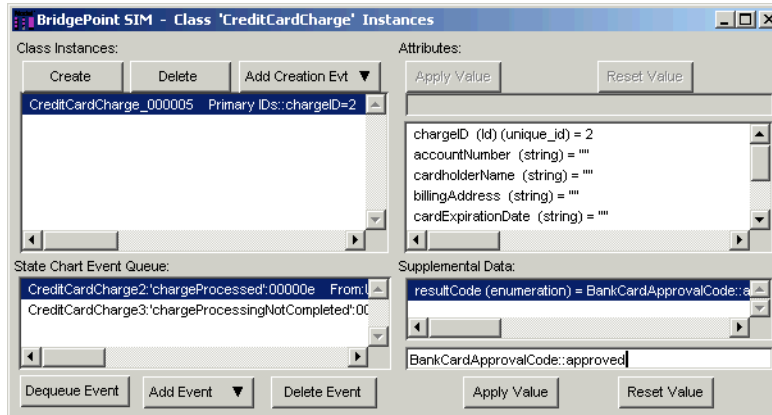 BridgePoint SIM - Class 'CreditCardCharge' Instances
Class Instances:
Attributes:
Create
Delete
Add Creation Evt
Apply Value
Reset Value
CreditCardCharge_000005 Primary IDs::chargeID=2
chargeID (Id) (unique_id) = 2
accountNumber (string) = ""
cardholderName (string) = ""
billingAddress (string) = ""
cardExpirationDate (string) = ""
State Chart Event Queue:
Supplemental Data:
CreditCardCharge2:'chargeProcessed':00000e From:
CreditCardCharge3:'chargeProcessingNotCompleted':00
resultCode (enumeration) = BankCardApprovalCode::a
BankCardApprovalCode::approved
Dequeue Event
Add Event
Delete Event
Apply Value
Reset Value